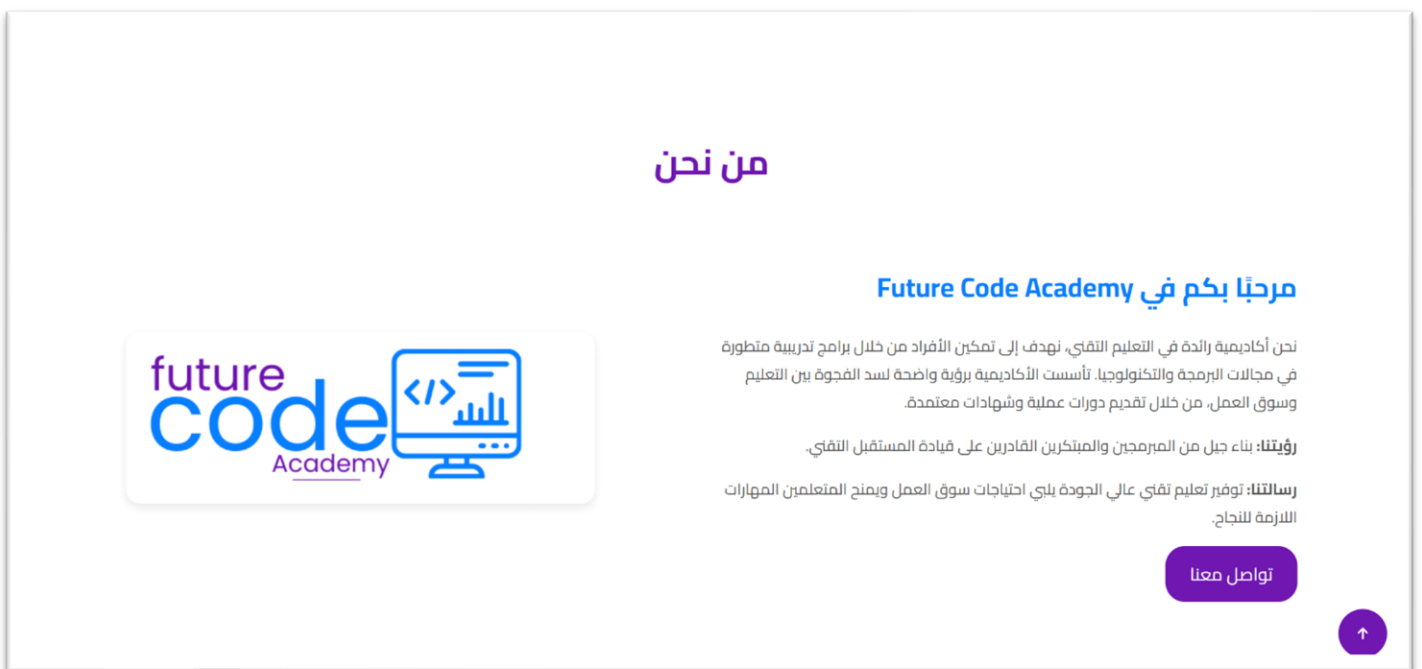 من نحن
مرحبًا بكم في Future Code Academy
نحن أكاديمية رائدة في التعليم التقني، نهدف إلى تمكين الأفراد من خلال برامج تدريبية متطورة
في مجالات البرمجة والتكنولوجيا. تأسست الأكاديمية برؤية واضحة لسد الفجوة بين التعليم
وسوق العمل، من خلال تقديم دورات عملية وشهادات معتمدة.
رؤيتنا: بناء جيل من المبرمجين والمبتكرين القادرين على قيادة المستقبل التقني.
رسالتنا: توفير تعليم تقني عالي الجودة يلبي احتياجات سوق العمل ويمنح المتعلمين المهارات
اللازمة للنجاح.
تواصل معنا
future
code
</>
Academy